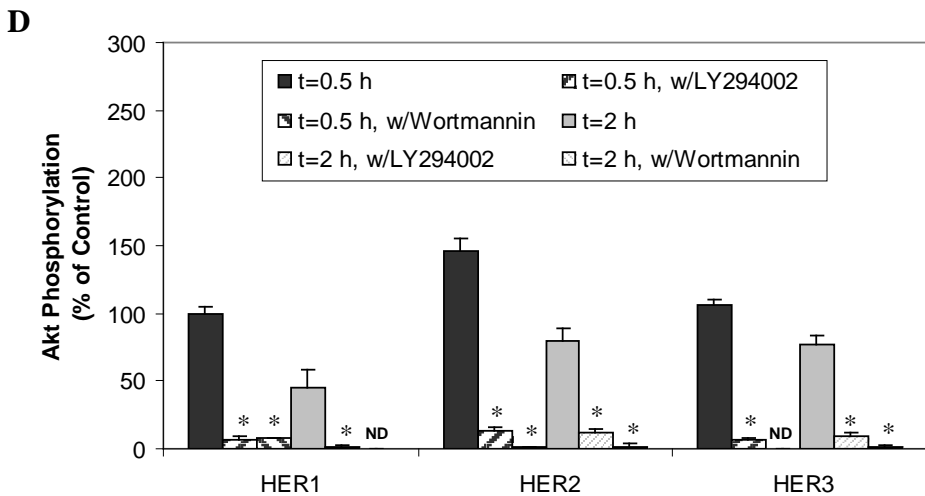 D
300
250
200
150
100
50
0
Akt Phosphorylation
(% of Control)
t=0.5 h
t=0.5 h, w/LY294002
t=0.5 h, w/Wortmannin
t=2 h
t=2 h, w/LY294002
t=2 h, w/Wortmannin
* * * ND
* * * *
* ND * *
HER1 HER2 HER3